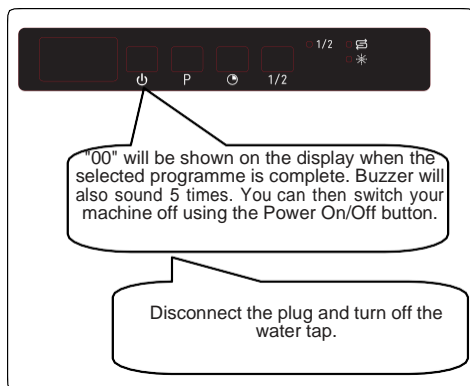 1/2
P
1/2
"00" will be shown on the display when the
selected programme is complete. Buzzer will
also sound 5 times. You can then switch your
machine off using the Power On/Off button.
Disconnect the plug and turn off the
water tap.